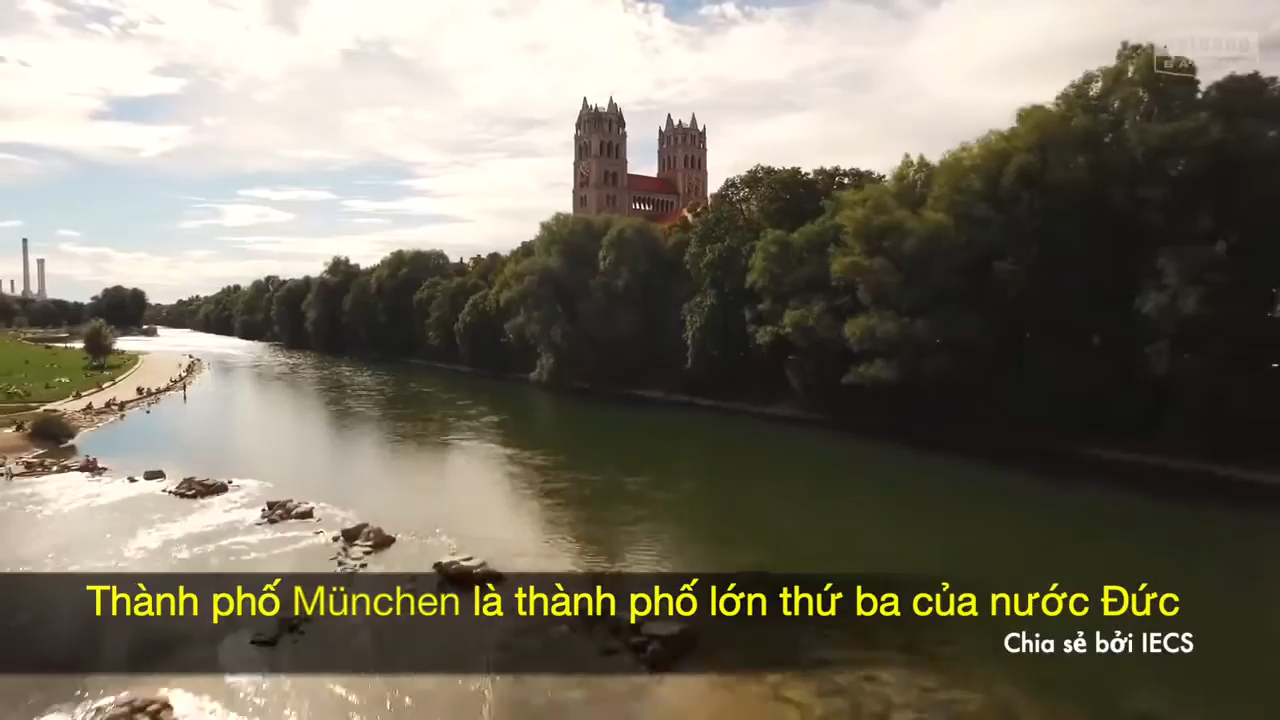 Thành phố München là thành phố lớn thứ ba của nước Đức
Chia sẻ bởi IECS